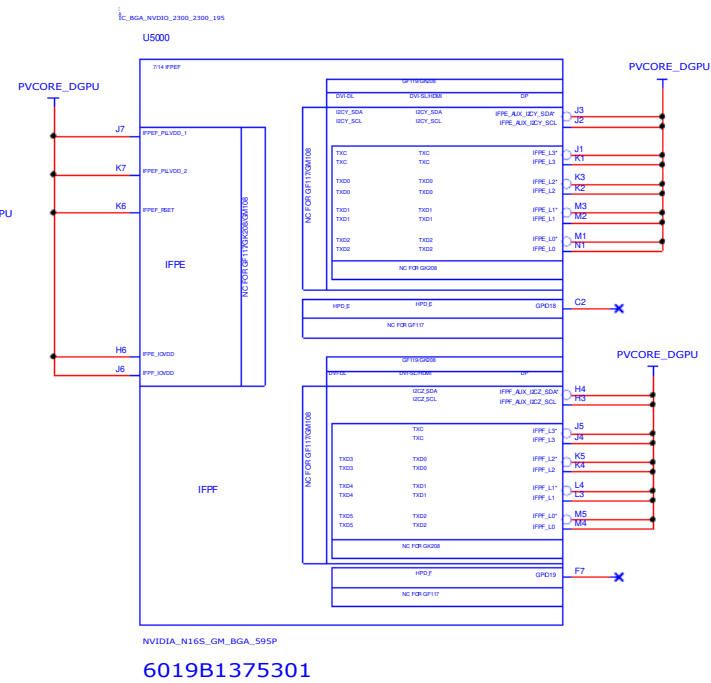 IC_BGA_NVDIO_2300_2300_195
U5000
7/14 IFPEF
PVCORE_DGPU
J7 IFPEF_PLLVDD_1
K7 IFPEF_PLLVDD_2
K6 IFPEF_RSET
PU
IFPE
NC FOR GF117/GK208/GM108
H6 IFPE_IOVDD
J6 IFPF_IOVDD
IFPF
GF119/GK208
DVI-DL DVI-SL/HDMI DP
PVCORE_DGPU
NC FOR GF117/GM108
I2CY_SDA I2CY_SDA IFPE_AUX_I2CY_SDA* J3
I2CY_SCL I2CY_SCL IFPE_AUX_I2CY_SCL J2
TXC TXC IFPE_L3* J1
TXC TXC IFPE_L3 K1
TXD0 TXD0 IFPE_L2* K3
TXD0 TXD0 IFPE_L2 K2
TXD1 TXD1 IFPE_L1* M3
TXD1 TXD1 IFPE_L1 M2
TXD2 TXD2 IFPE_L0* M1
TXD2 TXD2 IFPE_L0 N1
NC FOR GK208
HPD_E HPD_E GPIO18 C2
NC FOR GF117
GF119/GK208
DVI-DL DVI-SL/HDMI DP
PVCORE_DGPU
NC FOR GF117/GM108
I2CZ_SDA IFPF_AUX_I2CZ_SDA* H4
I2CZ_SCL IFPF_AUX_I2CZ_SCL H3
TXC IFPF_L3* J5
TXC IFPF_L3 J4
TXD3 TXD0 IFPF_L2* K5
TXD3 TXD0 IFPF_L2 K4
TXD4 TXD1 IFPF_L1* L4
TXD4 TXD1 IFPF_L1 L3
TXD5 TXD2 IFPF_L0* M5
TXD5 TXD2 IFPF_L0 M4
NC FOR GK208
HPD_F GPIO19 F7
NC FOR GF117
NVIDIA_N16S_GM_BGA_595P
6019B1375301